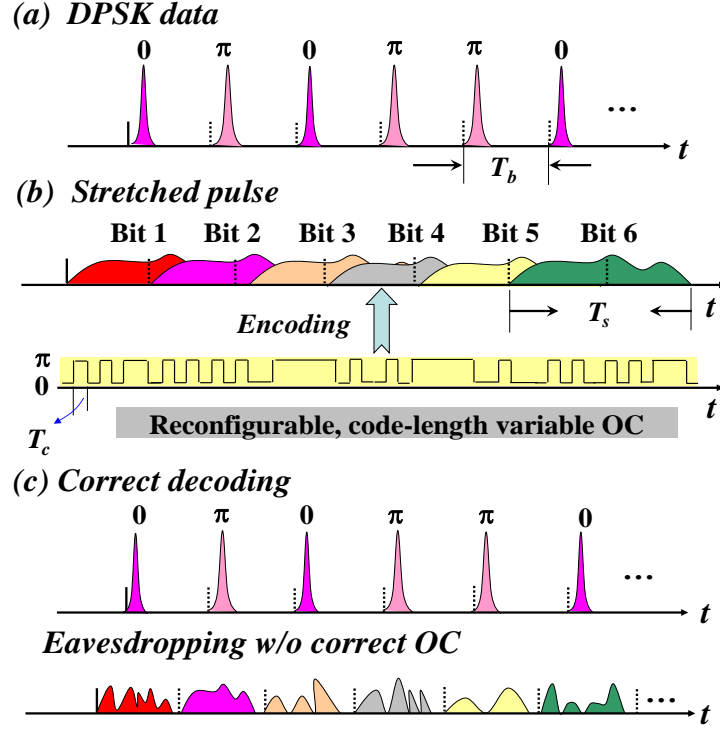 (a) DPSK data
0 π 0 π π 0
...
t
T_b
(b) Stretched pulse
Bit 1 Bit 2 Bit 3 Bit 4 Bit 5 Bit 6
t
T_s
Encoding
π
0
t
T_c
Reconfigurable, code-length variable OC
(c) Correct decoding
0 π 0 π π 0
...
t
Eavesdropping w/o correct OC
...
t